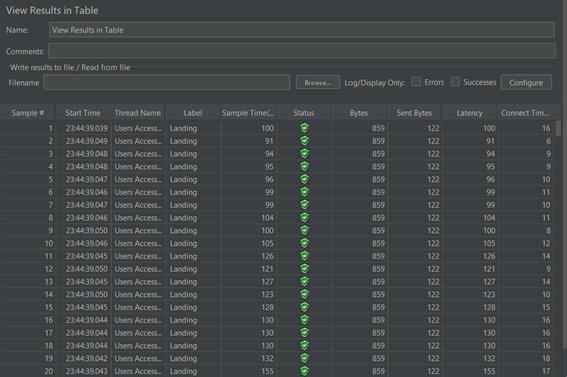 View Results in Table
Name: View Results in Table
Comments:
Write results to file / Read from file
Filename Browse... Log/Display Only: Errors Successes Configure
Sample # Start Time Thread Name Label Sample Time(... Status Bytes Sent Bytes Latency Connect Tim...
1 23:44:39.039 Users Access... Landing 100 859 122 100 16
2 23:44:39.049 Users Access... Landing 91 859 122 91 6
3 23:44:39.048 Users Access... Landing 94 859 122 94 9
4 23:44:39.048 Users Access... Landing 95 859 122 95 9
5 23:44:39.047 Users Access... Landing 96 859 122 96 10
6 23:44:39.046 Users Access... Landing 99 859 122 99 11
7 23:44:39.047 Users Access... Landing 99 859 122 99 10
8 23:44:39.046 Users Access... Landing 104 859 122 104 11
9 23:44:39.050 Users Access... Landing 100 859 122 100 8
10 23:44:39.046 Users Access... Landing 105 859 122 105 12
11 23:44:39.045 Users Access... Landing 126 859 122 126 14
12 23:44:39.050 Users Access... Landing 121 859 122 121 9
13 23:44:39.045 Users Access... Landing 127 859 122 127 14
14 23:44:39.050 Users Access... Landing 123 859 122 123 10
15 23:44:39.045 Users Access... Landing 128 859 122 128 15
16 23:44:39.044 Users Access... Landing 130 859 122 130 16
17 23:44:39.044 Users Access... Landing 130 859 122 130 16
18 23:44:39.044 Users Access... Landing 130 859 122 130 16
19 23:44:39.042 Users Access... Landing 132 859 122 132 18
20 23:44:39.043 Users Access... Landing 155 859 122 155 17